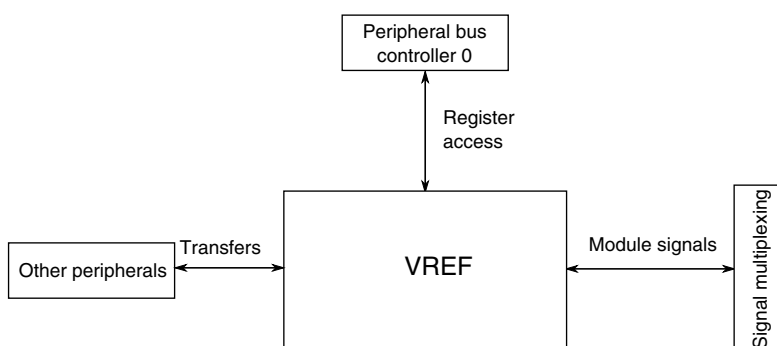 Peripheral bus
controller 0
Register
access
Transfers
Other peripherals
VREF
Module signals
Signal multiplexing